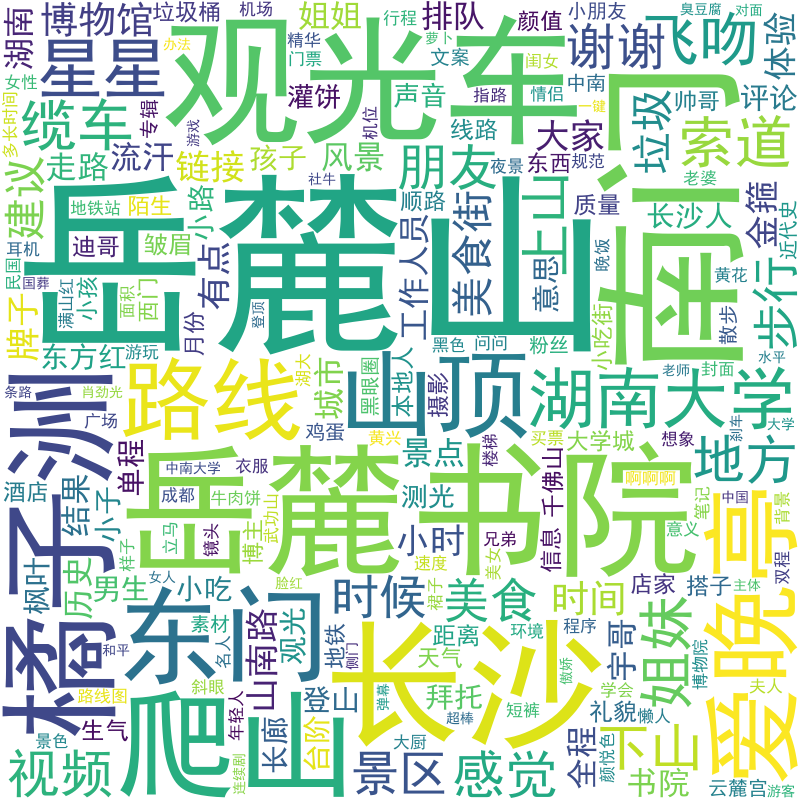 湖南
博物馆
垃圾桶
机场
行程
排队
颜值
小朋友
臭豆腐
对面
星星
姐姐
观光车
谢谢
飞吻
体验
办法
精华
门票
萝卜
文案
闺女
女性
多长时间
专辑
灌饼
声音
指路
情侣
中南
帅哥
评论
缆车
游戏
机位
线路
一键
垃圾
索道
建议
走路
流汗
链接
孩子
风景
朋友
大家
东西
规范
夜景
南门
老婆
地铁站
陌生
小路
社牛
顺路
质量
长沙人
金箍
近代史
耳机
迪哥
皱眉
有点
岳麓山
工作人员
美食街
上山
意思
晚饭
黄花
步行
民国
国葬
满山红
小孩
面积
西门
登顶
散步
牌子
月份
东方红
游玩
湖大
黑色
问问
粉丝
小吃街
老师
封面
水平
条路
肖劲光
广场
橘子洲
路线
城市
黑眼圈
本地人
摄影
山顶
湖南大学
刹车
鸡蛋
黄兴
楼梯
买票
大学城
想象
大学
单程
中南大学
衣服
景点
地方
酒店
结果
小子
成都
牛肉饼
岳麓书院
测光
信息
千佛山
啊啊啊
笔记
中国
背景
枫叶
历史
样子
立马
镜头
博主
武功山
小时
兄弟
意义
爱晚亭
双程
男生
女人
小吃
东门
脸红
时候
速度
裙子
美女
美食
时间
店家
搭子
主体
和平
素材
名人
山南路
观光
地铁
侧门
距离
环境
程序
宇哥
姐妹
博物院
路线图
斜眼
登山
长沙
天气
傲娇
学会
夫人
生气
爬山
年轻人
长廊
台阶
弹幕
拜托
短裤
礼貌
懒人
下山
景色
视频
连续剧
大厨
景区
超棒
感觉
全程
颜悦色
书院
云麓宫
游客